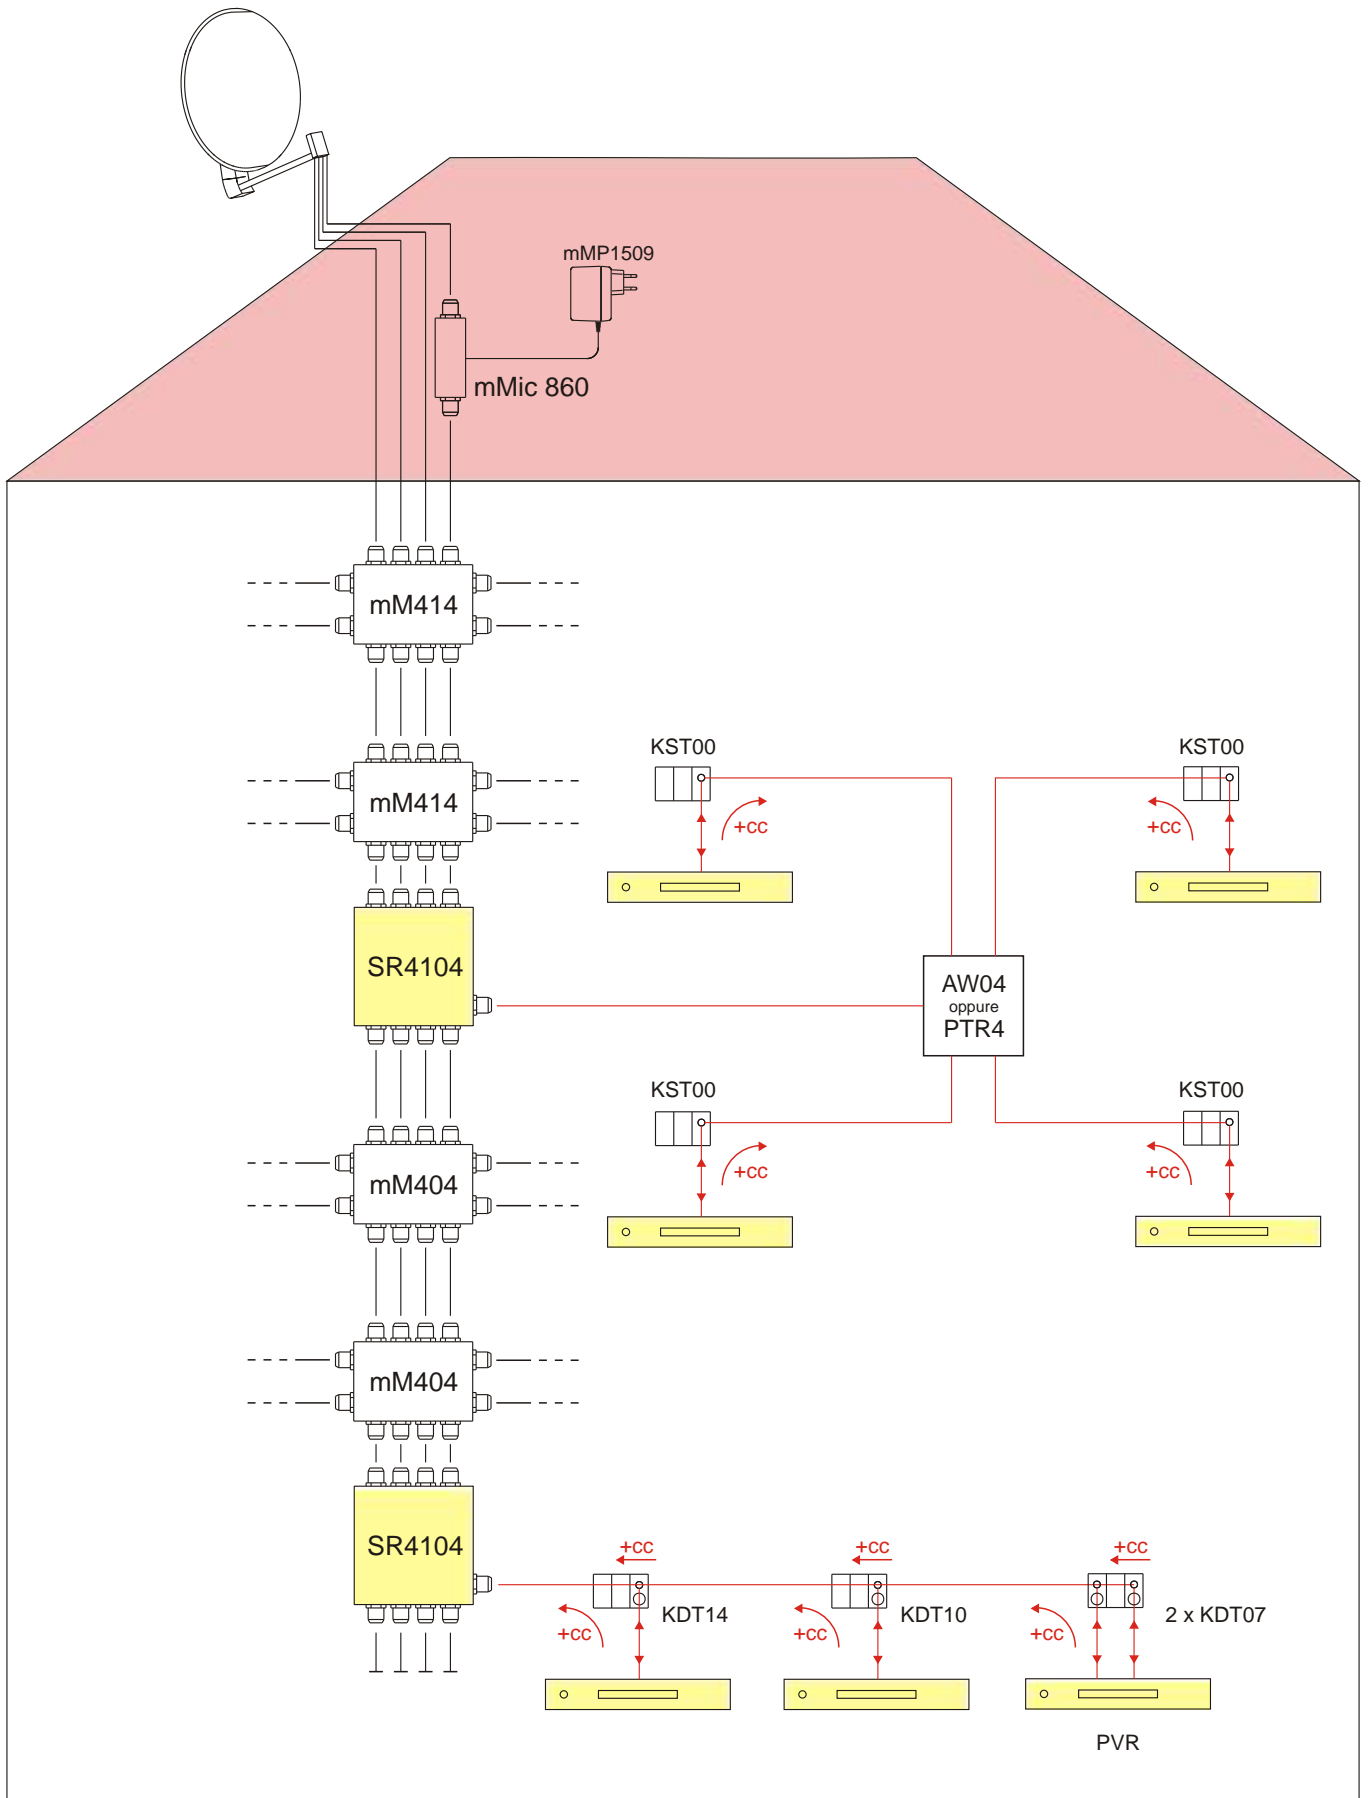 mMP1509
mMic 860
mM414
mM414
KST00
KST00
+cc
+cc
SR4104
AW04
oppure
PTR4
KST00
KST00
+cc
+cc
mM404
mM404
SR4104
+cc
+cc
+cc
KDT14
KDT10
2 x KDT07
+cc
+cc
+cc
PVR